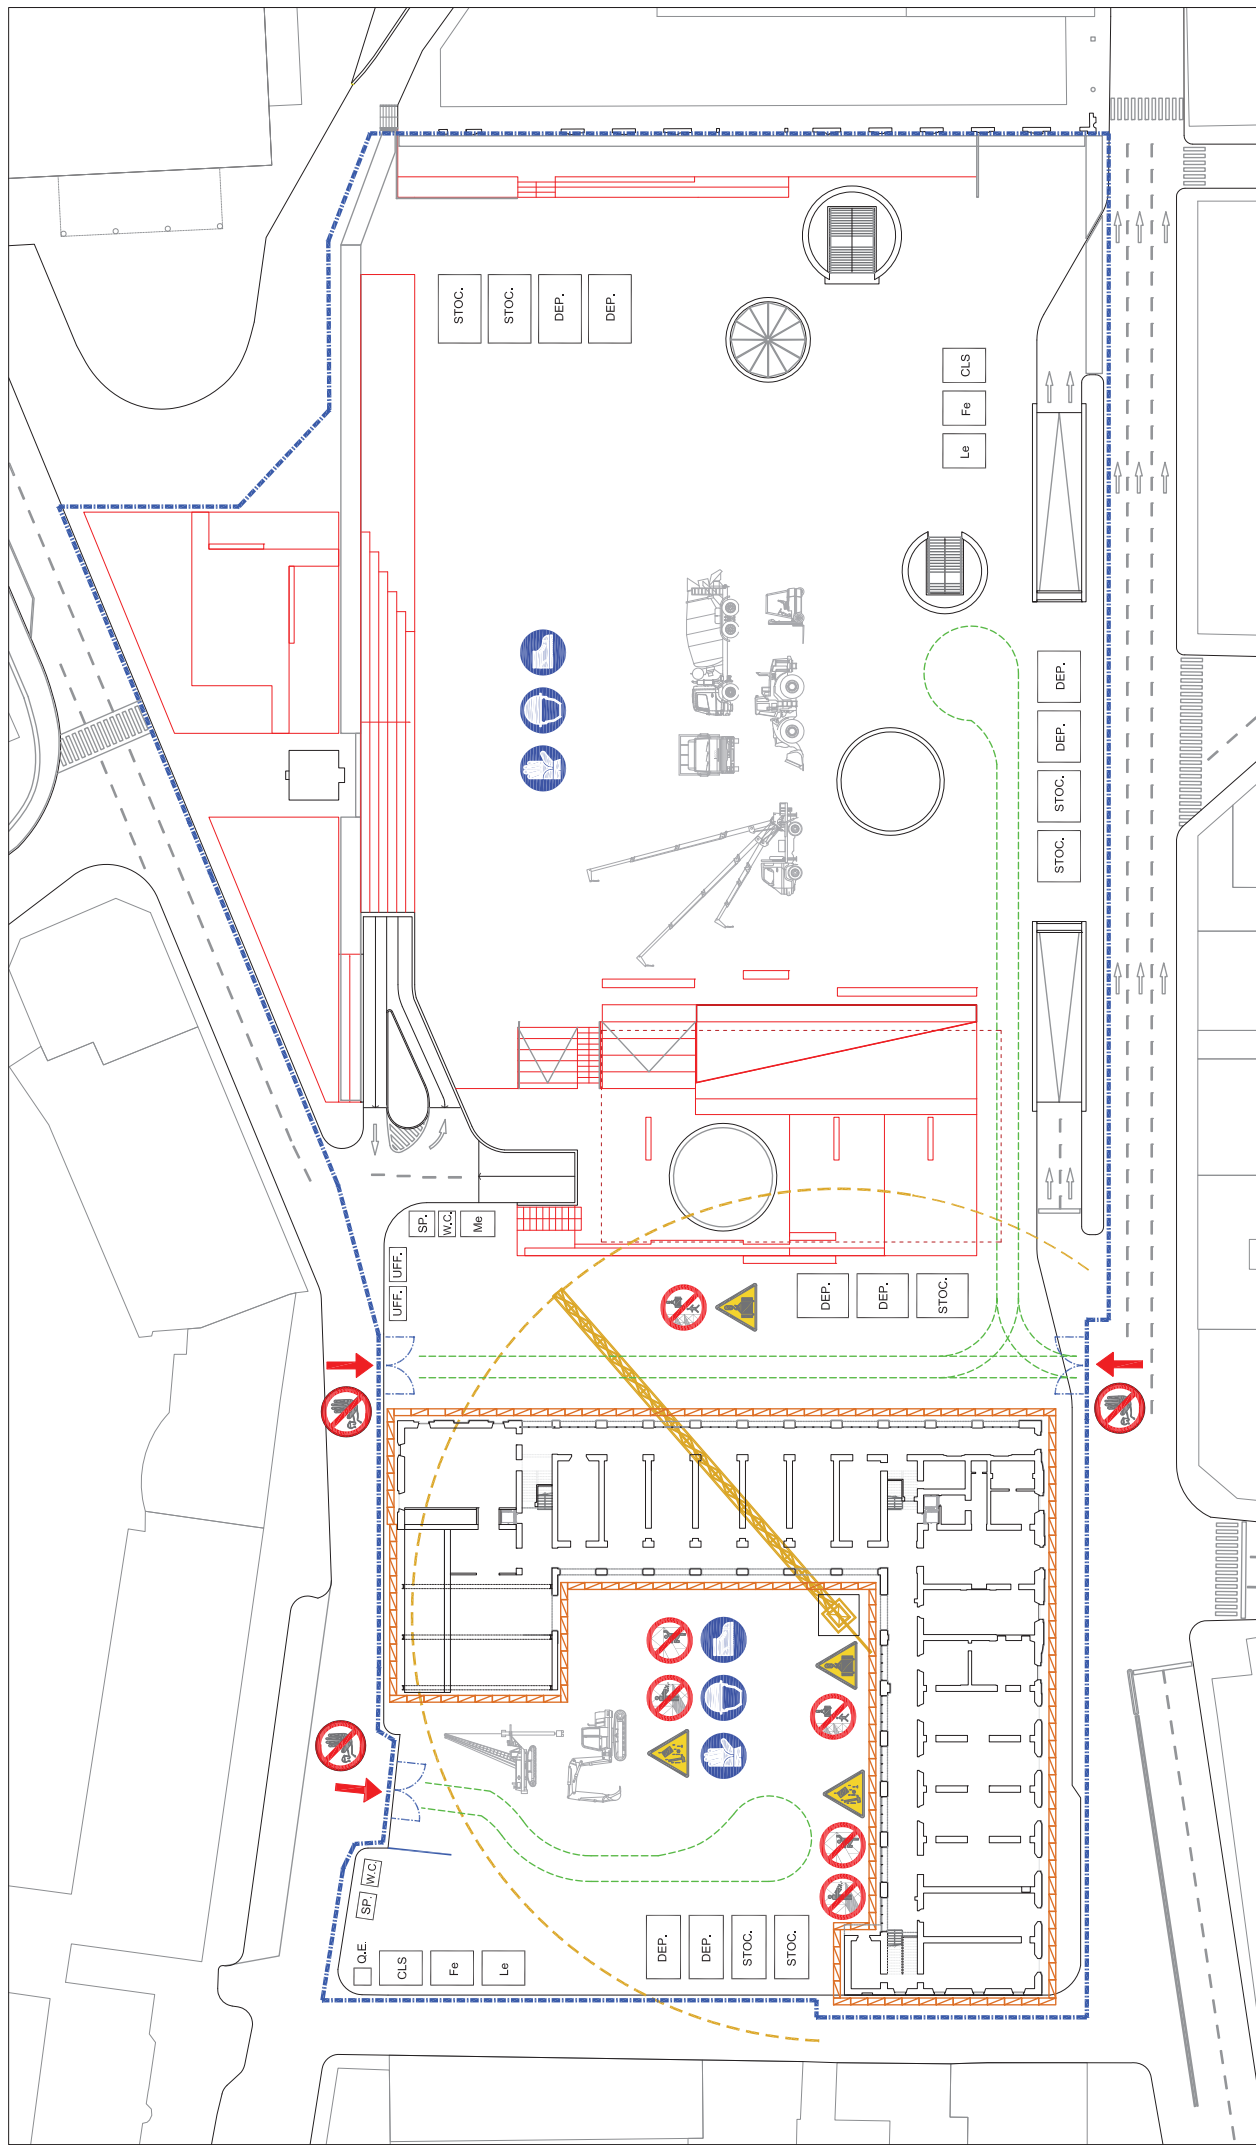 STOC.
STOC.
DEP.
DEP.
CLS
Fe
Le
DEP.
DEP.
STOC.
STOC.
SP.
W.C.
Me
UFF.
UFF.
DEP.
DEP.
STOC.
W.C.
SP.
Q.E.
CLS
Fe
Le
DEP.
DEP.
STOC.
STOC.